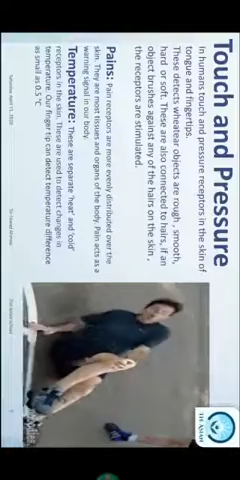 Touch and Pressure
In humans touch and pressure receptors in the skin of
tongue and fingertips.
These detects wheatear objects are rough , smooth,
hard or soft. These are also connected to hairs, if an
object brushes against any of the hairs on the skin ,
the receptors are stimulated.
Pains: Pain receptors are more evenly distributed over the
skin. They are most tissues and organs of the body. Pain acts as a
warning signal in our body.
Temperature: These are separate 'heat' and 'cold'
receptors in the skin. These are used to detect changes in
temperature. Our finger tip can detect temperature difference
as small as 0.5 °C